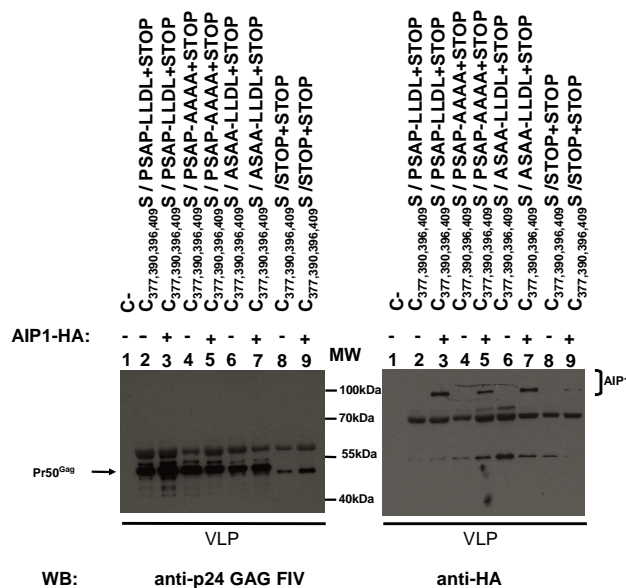 C-
C377,390,396,409S / PSAP-LLDL+STOP
C377,390,396,409S / PSAP-LLDL+STOP
C377,390,396,409S / PSAP-AAAA+STOP
C377,390,396,409S / PSAP-AAAA+STOP
C377,390,396,409S / ASAA-LLDL+STOP
C377,390,396,409S / ASAA-LLDL+STOP
C377,390,396,409S /STOP+STOP
C377,390,396,409S /STOP+STOP
C-
C377,390,396,409S / PSAP-LLDL+STOP
C377,390,396,409S / PSAP-LLDL+STOP
C377,390,396,409S / PSAP-AAAA+STOP
C377,390,396,409S / PSAP-AAAA+STOP
C377,390,396,409S / ASAA-LLDL+STOP
C377,390,396,409S / ASAA-LLDL+STOP
C377,390,396,409S /STOP+STOP
C377,390,396,409S /STOP+STOP
AIP1-HA: - - + - + - + - + - - + - + - + - +
1 2 3 4 5 6 7 8 9 MW 1 2 3 4 5 6 7 8 9
100kDa
70kDa
55kDa
40kDa
AIP1
Pr50Gag
VLP VLP
WB: anti-p24 GAG FIV anti-HA